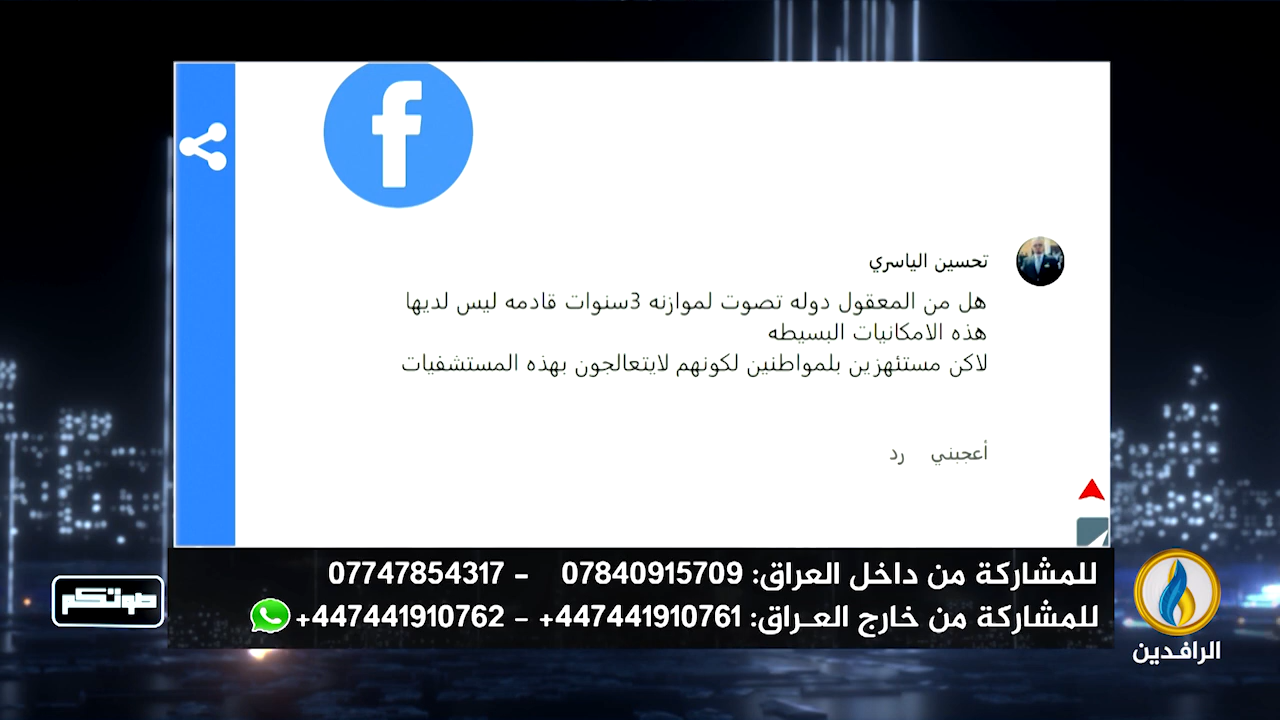 تحسين الياسري
هل من المعقول دوله تصوت لموازنه 3سنوات قادمه ليس لديها
هذه الامكانيات البسيطه
لاكن مستئهزين بلمواطنين لكونهم لايتعالجون بهذه المستشفيات
أعجبني رد
للمشاركة من داخل العراق: 07840915709 - 07747854317
للمشاركة من خارج العراق: 447441910761+ - 447441910762+
صوتكم
الرافدين